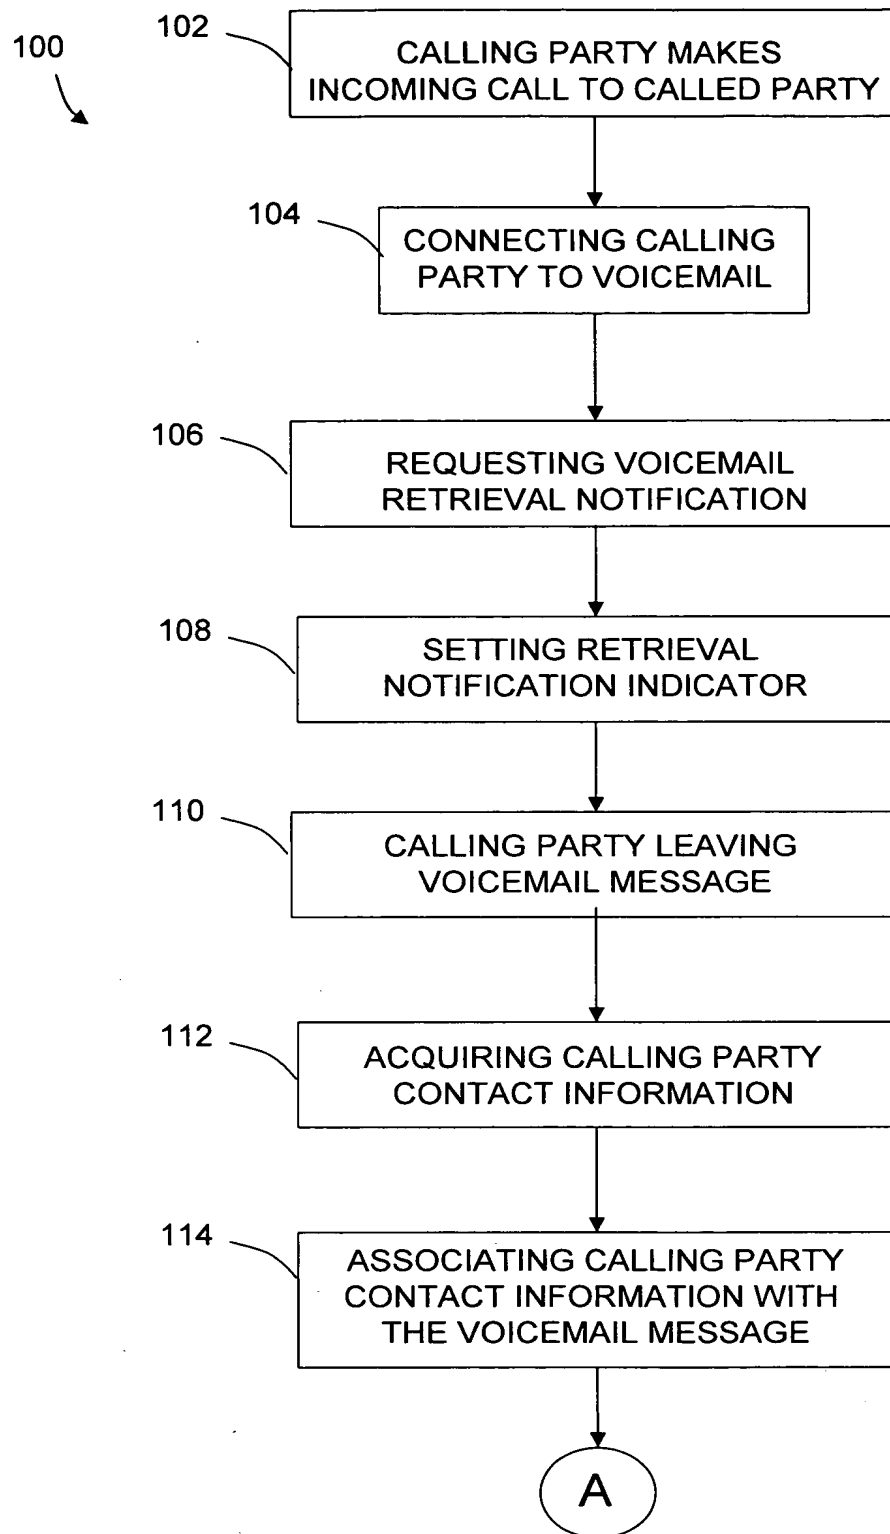 100
102
CALLING PARTY MAKES
INCOMING CALL TO CALLED PARTY
104
CONNECTING CALLING
PARTY TO VOICEMAIL
106
REQUESTING VOICEMAIL
RETRIEVAL NOTIFICATION
108
SETTING RETRIEVAL
NOTIFICATION INDICATOR
110
CALLING PARTY LEAVING
VOICEMAIL MESSAGE
112
ACQUIRING CALLING PARTY
CONTACT INFORMATION
114
ASSOCIATING CALLING PARTY
CONTACT INFORMATION WITH
THE VOICEMAIL MESSAGE
A